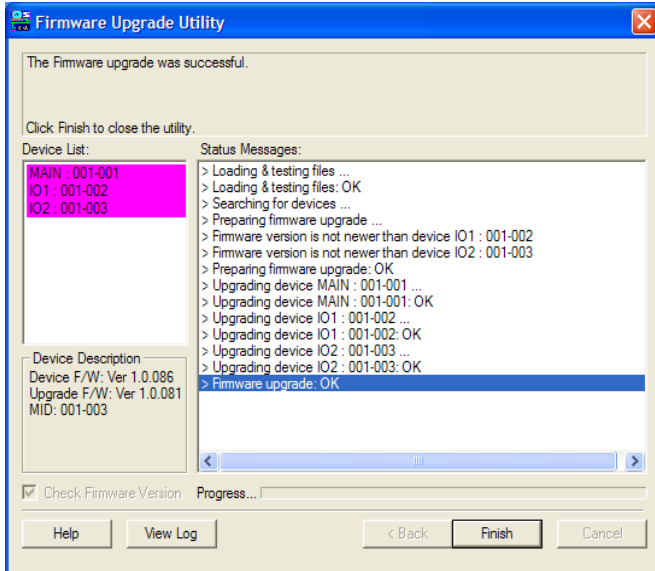 Firmware Upgrade Utility
The Firmware upgrade was successful.
Click Finish to close the utility.
Device List:
MAIN : 001-001
IO1 : 001-002
IO2 : 001-003
Status Messages:
> Loading & testing files ...
> Loading & testing files: OK
> Searching for devices ...
> Preparing firmware upgrade ...
> Firmware version is not newer than device IO1 : 001-002
> Firmware version is not newer than device IO2 : 001-003
> Preparing firmware upgrade: OK
> Upgrading device MAIN : 001-001 ...
> Upgrading device MAIN : 001-001: OK
> Upgrading device IO1 : 001-002 ...
> Upgrading device IO1 : 001-002: OK
> Upgrading device IO2 : 001-003 ...
> Upgrading device IO2 : 001-003: OK
> Firmware upgrade: OK
Device Description
Device F/W: Ver 1.0.086
Upgrade F/W: Ver 1.0.081
MID: 001-003
Check Firmware Version
Progress...
Help
View Log
< Back
Finish
Cancel